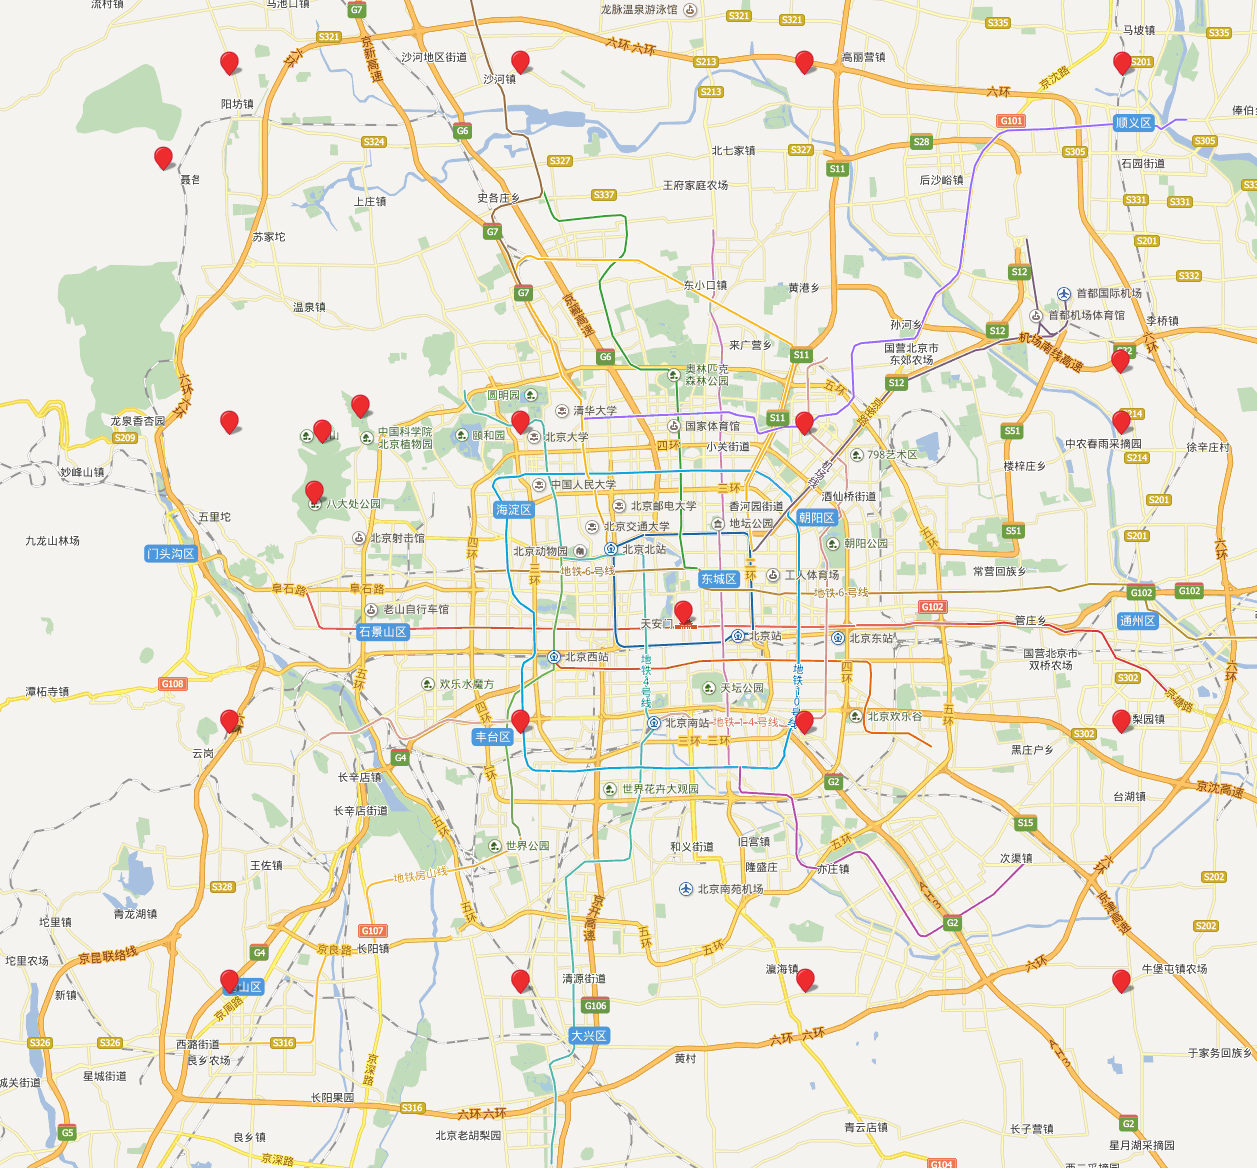 流村镇
马池口镇
G7
S321
京新高速
六环
沙河地区街道
沙河镇
龙脉温泉游泳馆
六环 六环
S213
S321
S321
高丽营镇
S335
马坡镇
S335
S201
京沈路
六环
阳坊镇
G6
S213
G101
顺义区
S324
S327
北七家镇
S327
S11
S28
S305
S305
石园街道
上庄镇
史各庄乡
S337
王府家庭农场
后沙峪镇
S331
S331
苏家坨
G7
S201
温泉镇
G7
东小口镇
黄港乡
S12
首都国际机场
S332
京藏高速
首都机场体育馆
孙河乡
S12
李桥镇
G6
来广营乡
S11
国营北京市
东郊农场
机场南线高速
六环
奥林匹克
森林公园
五环
S12
六环 六环
圆明园
清华大学
龙泉香杏园
S209
中国科学院
北京植物园
颐和园
北京大学
国家体育馆
S11
小关街道
四环
S51
中农春雨采摘园
徐辛庄村
798艺术区
S214
妙峰山镇
八大处公园
中国人民大学
三环
机场线
楼梓庄乡
五里坨
海淀区
北京邮电大学
香河园街道
酒仙桥街道
朝阳区
S201
九龙山林场
门头沟区
北京射击馆
北京交通大学
地坛公园
朝阳公园
五环
S51
S201
四环
北京动物园
北京北站
六环
阜石路
阜石路
三环
地铁6号线
东城区
二环
工人体育场
地铁6号线
常营回族乡
G102
G102
老山自行车馆
G102
石景山区
天安门
北京站
北京东站
管庄乡
通州区
北京西站
国营北京市
双桥农场
潭柘寺镇
G108
五环
欢乐水魔方
地铁4号线
天坛公园
地铁10号线
四环
S302
六环
京塘路
四环
六环
丰台区
北京南站
地铁14号线
北京欢乐谷
五环
S302
梨园镇
云岗
G4
三环 三环
黑庄户乡
长辛店镇
世界花卉大观园
G2
京沈高速
台湖镇
长辛店街道
五环
S15
和义街道
旧宫镇
五环
王佐镇
世界公园
隆盛庄
亦庄镇
次渠镇
六环
S328
地铁房山线
北京南苑机场
S202
青龙湖镇
坨里镇
五环
京开高速
AH3
京津高速
G107
G2
S202
坨里农场
京昆联络线
G4
京良路
长阳镇
五环
五环
新镇
清源街道
瀛海镇
六环
牛堡屯镇农场
京周路
G106
S326
S326
西潞街道
S316
大兴区
六环 六环
良乡农场
黄村
AH3
于家务回族乡
城关街道
星城街道
京深路
长阳果园
S316
六环六环
G5
良乡镇
北京老胡梨园
青云店镇
长子营镇
G2
星月湖采摘园
京深路
G104